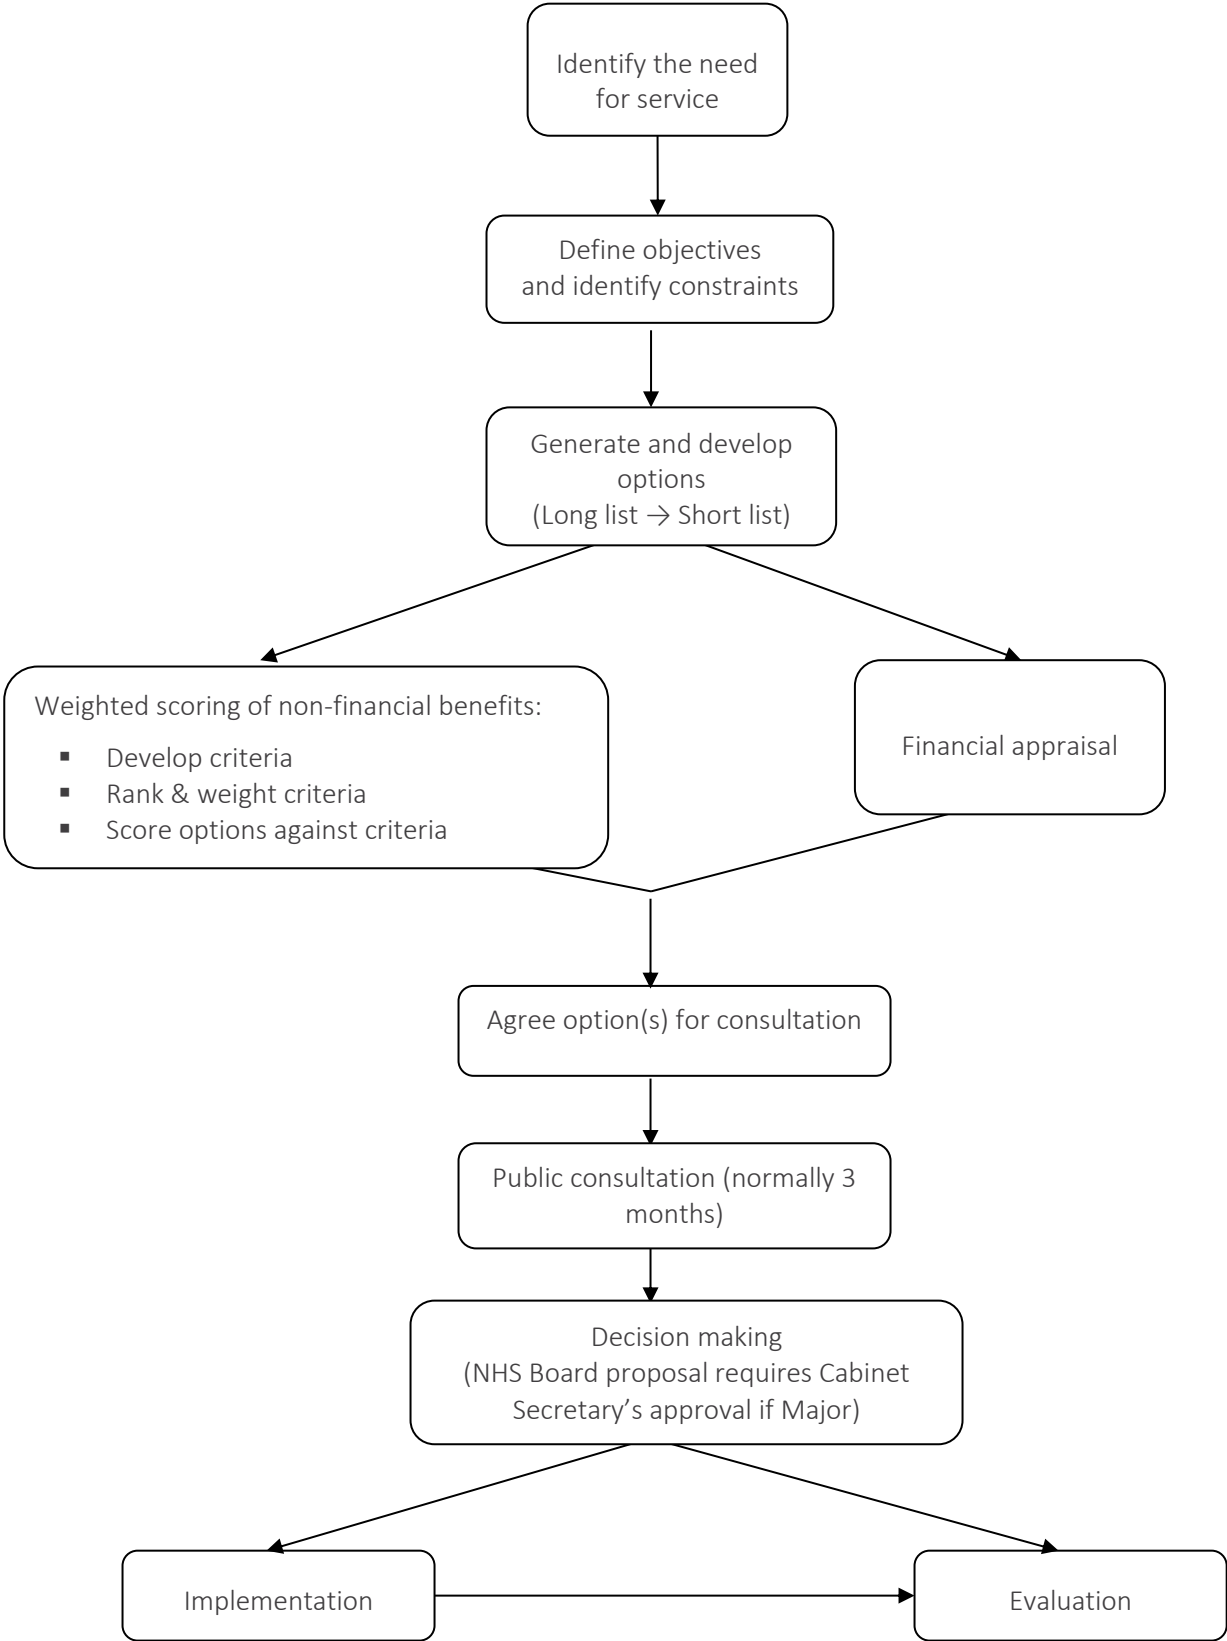 Identify the need
for service
Define objectives
and identify constraints
Generate and develop
options
(Long list → Short list)
Weighted scoring of non-financial benefits:
▪ Develop criteria
▪ Rank & weight criteria
▪ Score options against criteria
Financial appraisal
Agree option(s) for consultation
Public consultation (normally 3
months)
Decision making
(NHS Board proposal requires Cabinet
Secretary’s approval if Major)
Implementation
Evaluation